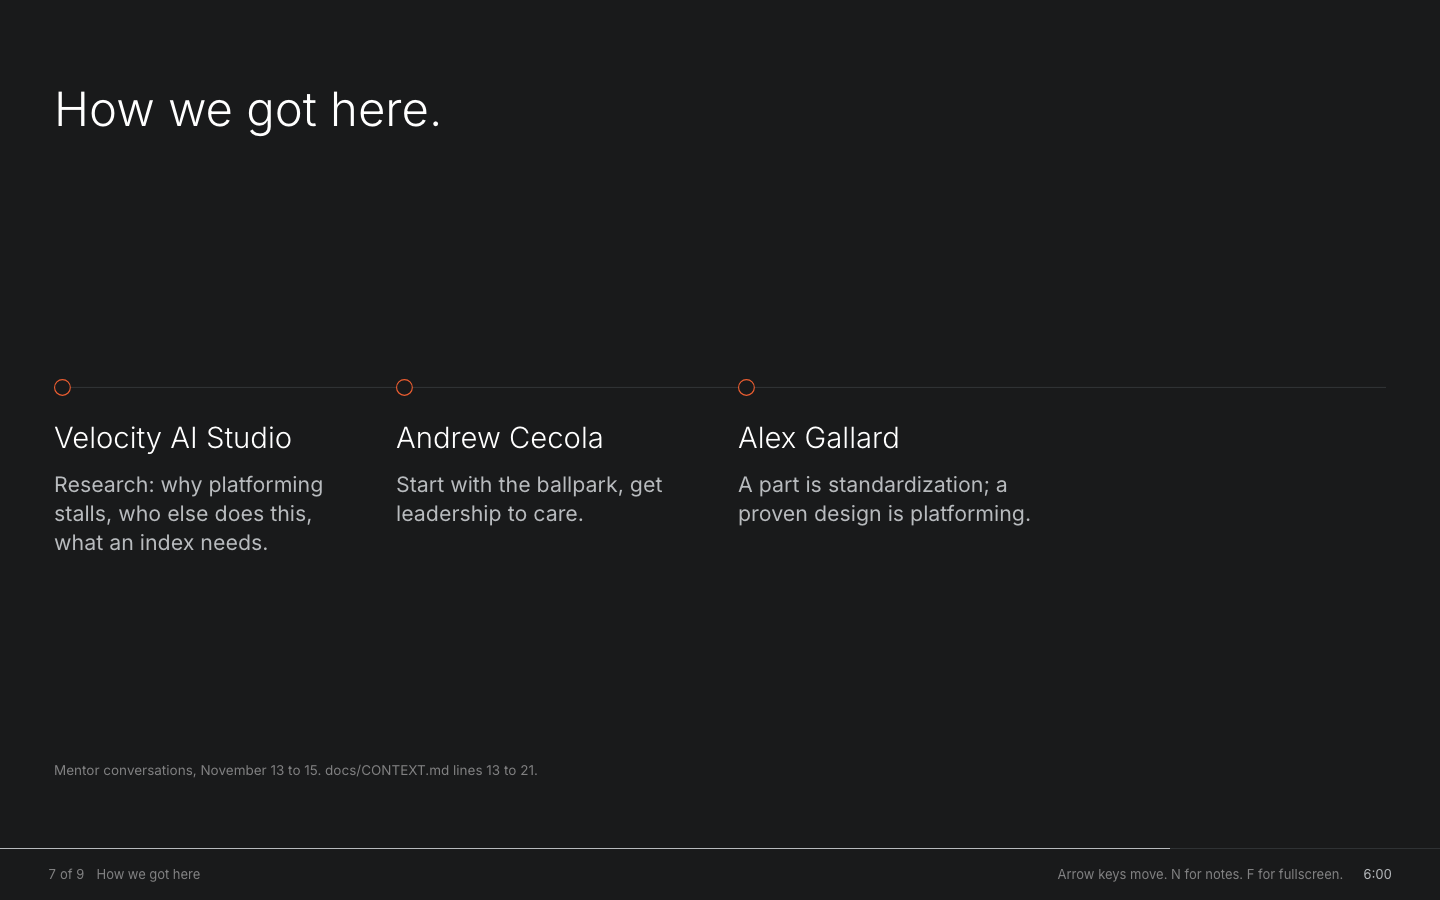 How we got here.
Velocity AI Studio
Research: why platforming
stalls, who else does this,
what an index needs.
Andrew Cecola
Start with the ballpark, get
leadership to care.
Alex Gallard
A part is standardization; a
proven design is platforming.
Mentor conversations, November 13 to 15. docs/CONTEXT.md lines 13 to 21.
7 of 9 How we got here
Arrow keys move. N for notes. F for fullscreen. 6:00